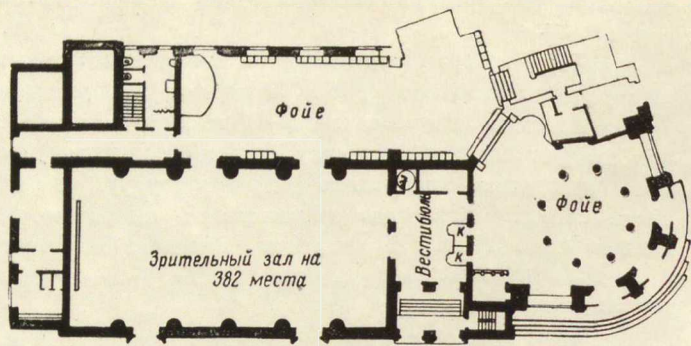 Фойе
Фойе
Вестибюль
К
К
Зрительный зал на
382 места